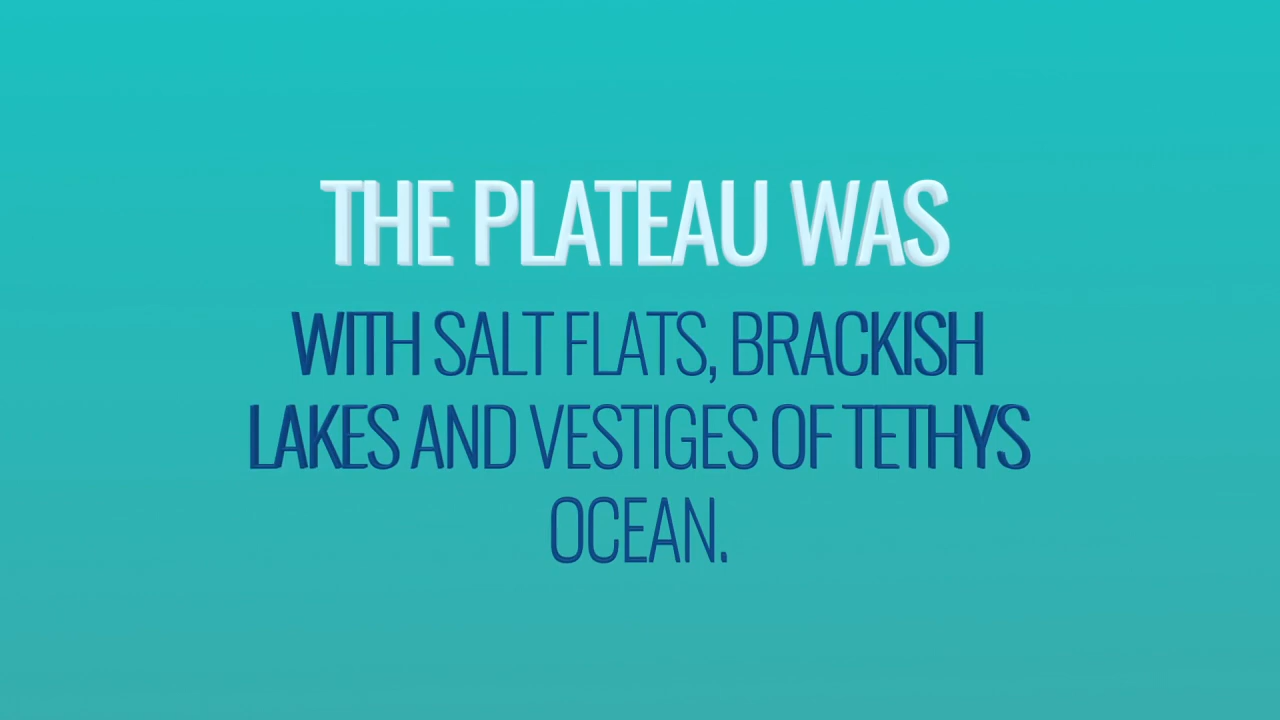 THE PLATEAU WAS
WITH SALT FLATS, BRACKISH
LAKES AND VESTIGES OF TETHYS
OCEAN.